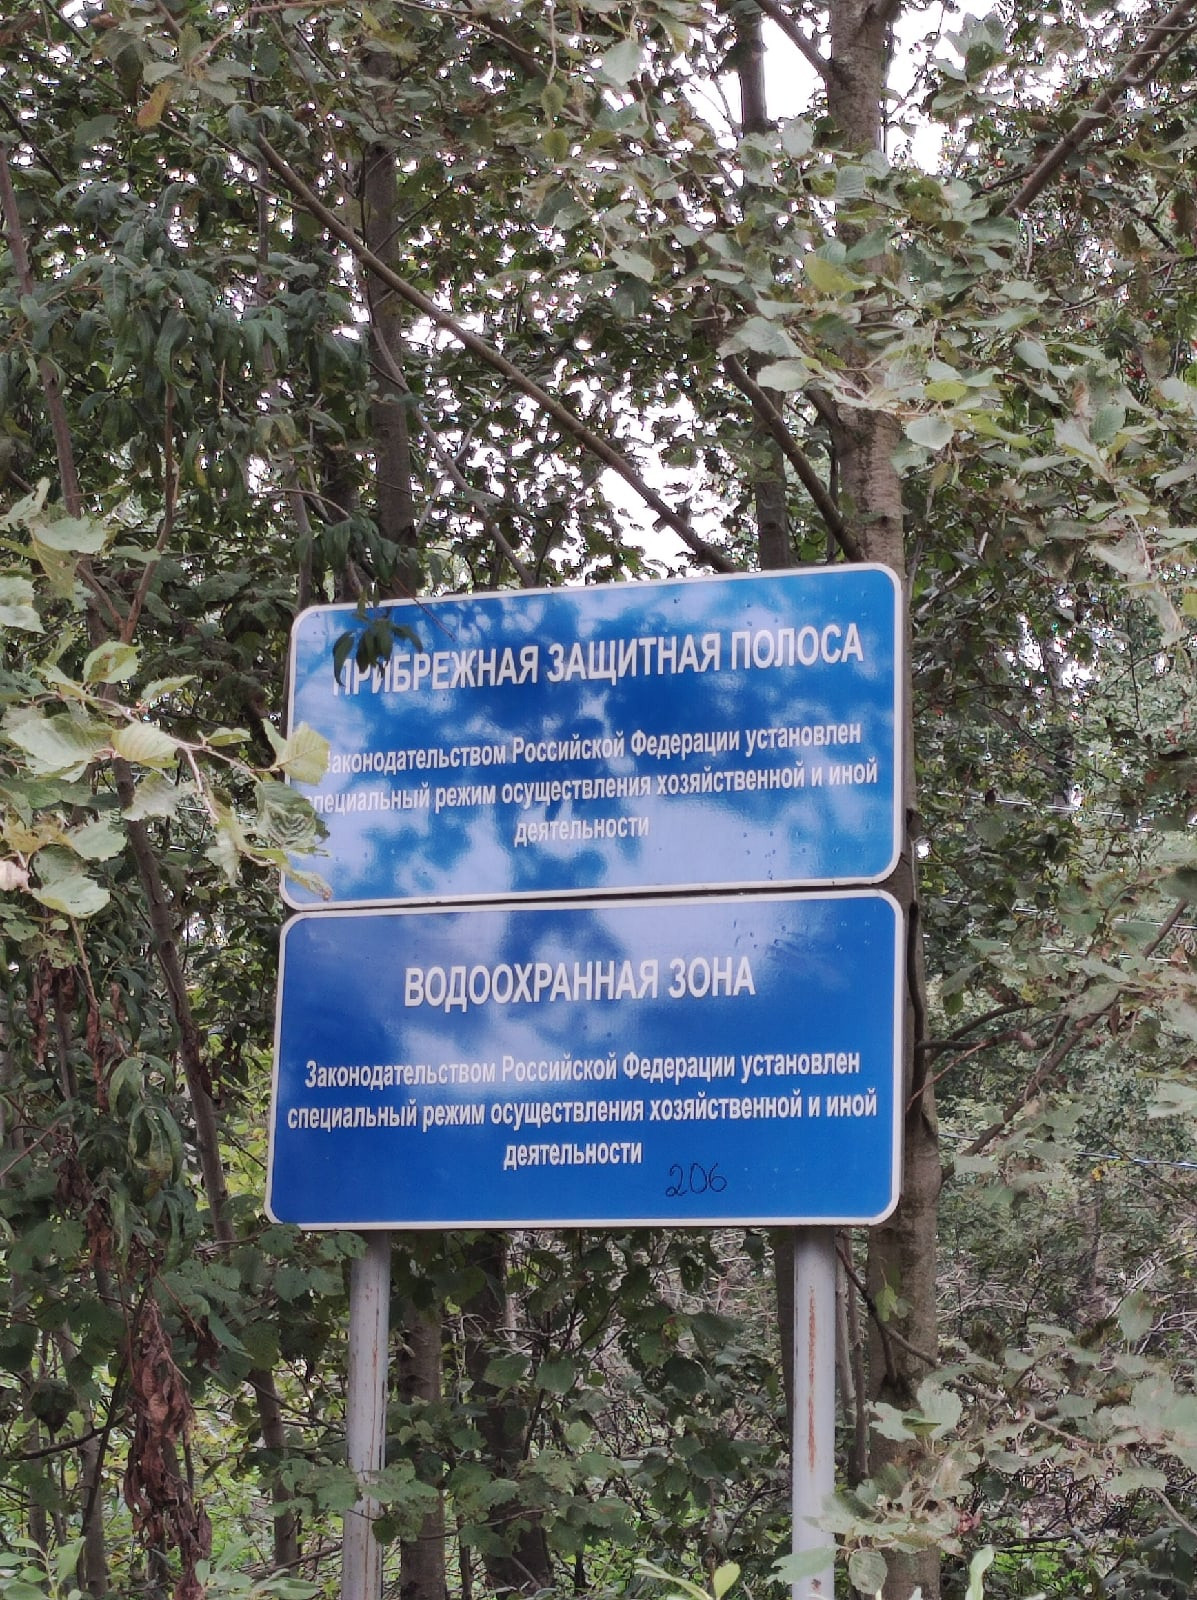 ПРИБРЕЖНАЯ ЗАЩИТНАЯ ПОЛОСА
Законодательством Российской Федерации установлен
специальный режим осуществления хозяйственной и иной
деятельности
ВОДООХРАННАЯ ЗОНА
Законодательством Российской Федерации установлен
специальный режим осуществления хозяйственной и иной
деятельности
206